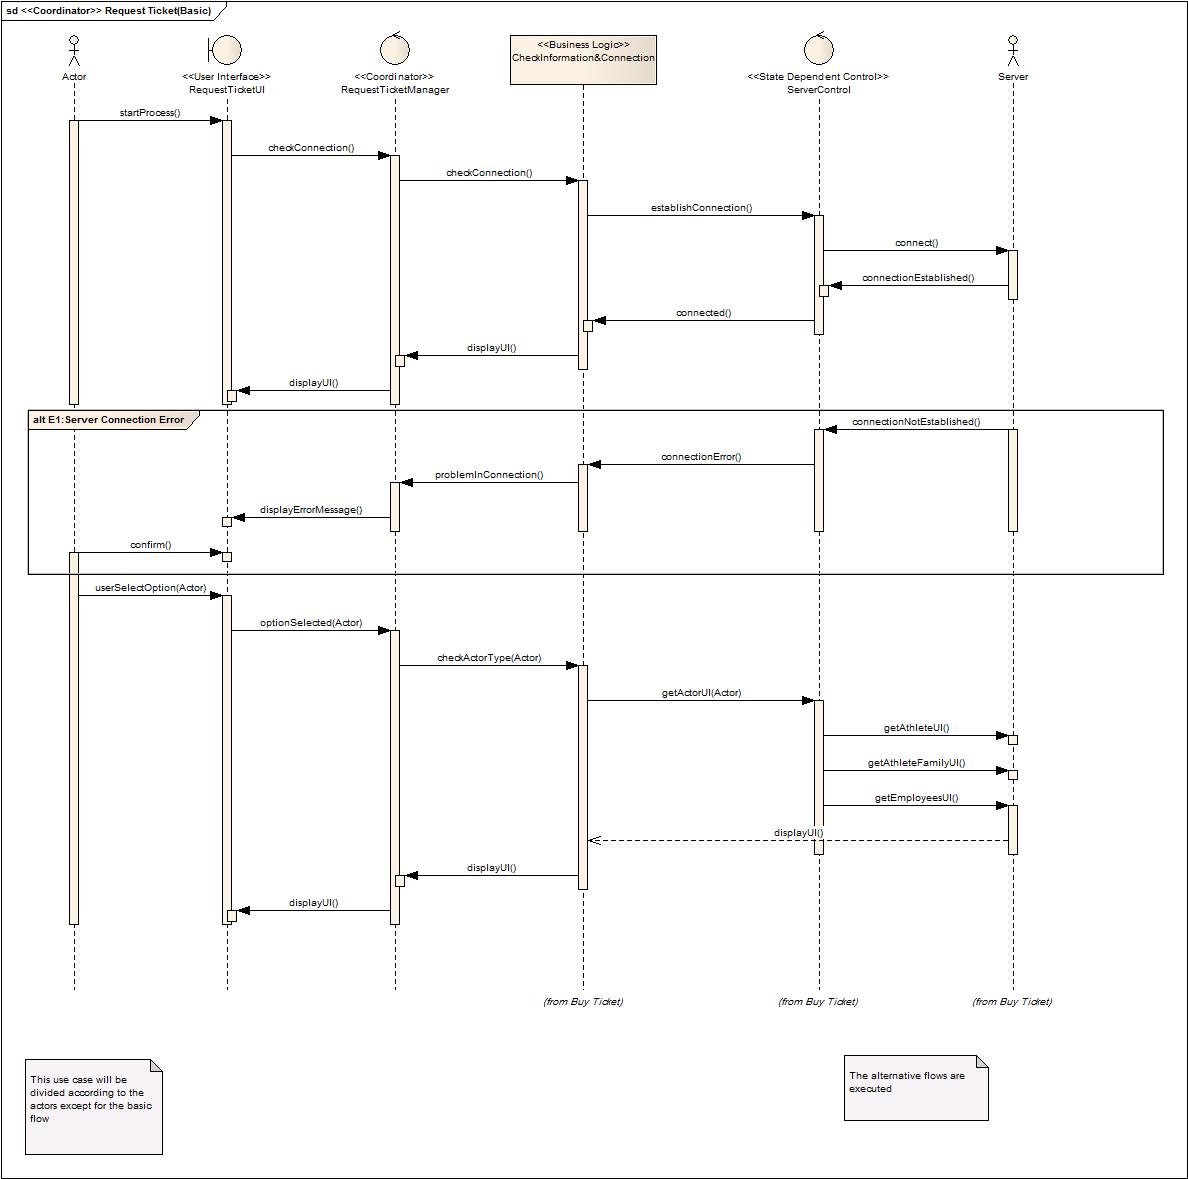 sd <<Coordinator>> Request Ticket(Basic)
Actor
<<User Interface>>
RequestTicketUI
<<Coordinator>>
RequestTicketManager
<<Business Logic>>
CheckInformation&Connection
<<State Dependent Control>>
ServerControl
Server
startProcess()
checkConnection()
checkConnection()
establishConnection()
connect()
connectionEstablished()
connected()
displayUI()
displayUI()
alt E1:Server Connection Error
connectionNotEstablished()
connectionError()
problemInConnection()
displayErrorMessage()
confirm()
userSelectOption(Actor)
optionSelected(Actor)
checkActorType(Actor)
getActorUI(Actor)
getAthleteUI()
getAthleteFamilyUI()
getEmployeesUI()
displayUI()
displayUI()
displayUI()
(from Buy Ticket)
(from Buy Ticket)
(from Buy Ticket)
This use case will be
divided according to the
actors except for the basic
flow
The alternative flows are
executed